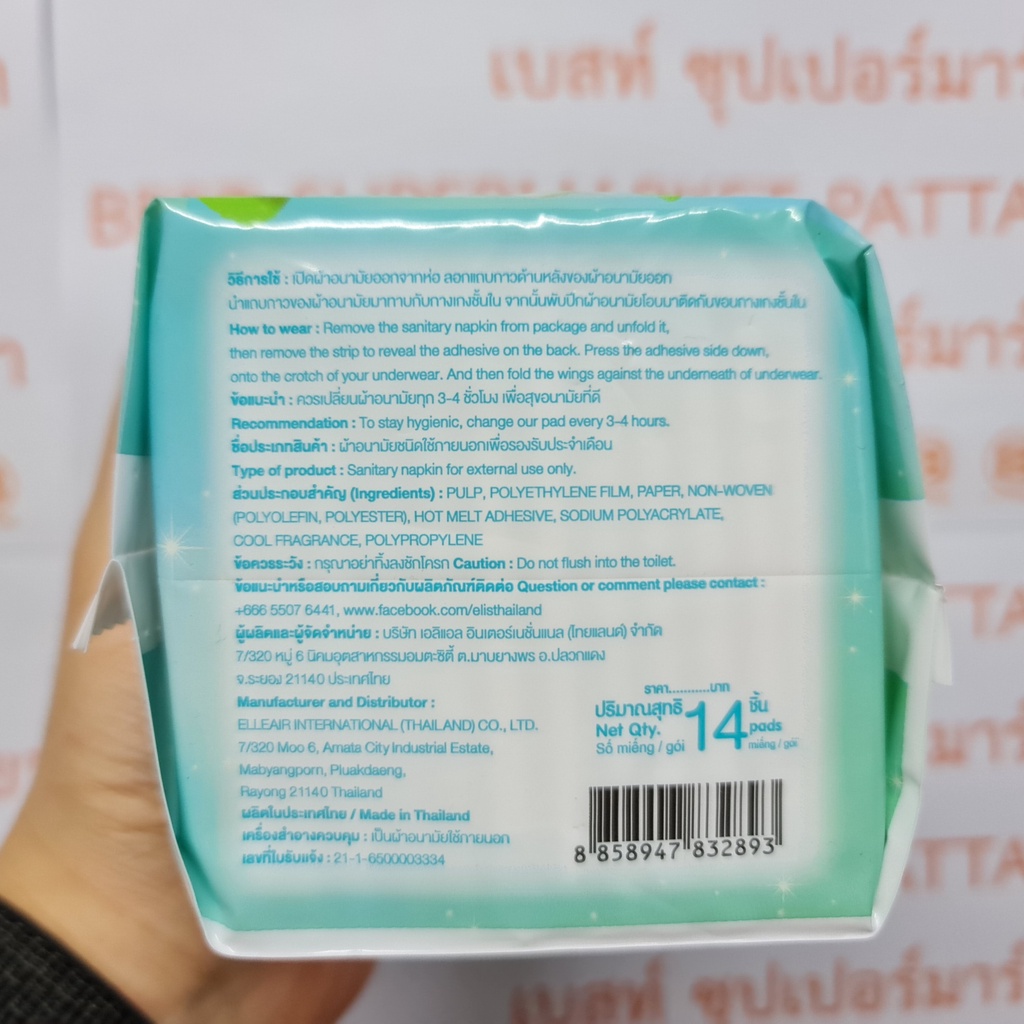 เบสท์ ซุปเปอร์มาร์
PATTA
วิธีการใช้ : เปิดผ้าอนามัยออกจากห่อ ลอกแถบกาวด้านหลังของผ้าอนามัยออก
นำแถบกาวของผ้าอนามัยมาทาบกับกางเกงชั้นใน จากนั้นพับปีกผ้าอนามัยโอบมาติดกับขอบกางเกงชั้นใน
How to wear : Remove the sanitary napkin from package and unfold it,
then remove the strip to reveal the adhesive on the back. Press the adhesive side down,
onto the crotch of your underwear. And then fold the wings against the underneath of underwear.
ข้อแนะนำ : ควรเปลี่ยนผ้าอนามัยทุก 3-4 ชั่วโมง เพื่อสุขอนามัยที่ดี
Recommendation : To stay hygienic, change our pad every 3-4 hours.
ชื่อประเภทสินค้า : ผ้าอนามัยชนิดใช้ภายนอกเพื่อรองรับประจำเดือน
Type of product : Sanitary napkin for external use only.
ส่วนประกอบสำคัญ (Ingredients) : PULP, POLYETHYLENE FILM, PAPER, NON-WOVEN
(POLYOLEFIN, POLYESTER), HOT MELT ADHESIVE, SODIUM POLYACRYLATE,
COOL FRAGRANCE, POLYPROPYLENE
ข้อควรระวัง : กรุณาอย่าทิ้งลงชักโครก Caution : Do not flush into the toilet.
ข้อแนะนำหรือสอบถามเกี่ยวกับผลิตภัณฑ์ติดต่อ Question or comment please contact :
+666 5507 6441, www.facebook.com/elisthailand
ผู้ผลิตและผู้จัดจำหน่าย : บริษัท เอลิแอล อินเตอร์เนชั่นแนล (ไทยแลนด์) จำกัด
7/320 หมู่ 6 นิคมอุตสาหกรรมอมตะซิตี้ ต.มาบยางพร อ.ปลวกแดง
จ.ระยอง 21140 ประเทศไทย
Manufacturer and Distributor :
ELLEAIR INTERNATIONAL (THAILAND) CO., LTD.
7/320 Moo 6, Amata City Industrial Estate,
Mabyangporn, Pluakdaeng,
Rayong 21140 Thailand
ผลิตในประเทศไทย / Made in Thailand
เครื่องสำอางควบคุม : เป็นผ้าอนามัยใช้ภายนอก
เลขที่ใบรับแจ้ง : 21-1-6500003334
ราคา...........บาท
ปริมาณสุทธิ 14 ชิ้น
Net Qty. pads
Số miếng / gói miếng / gói
8 858947 832893
เบสท์ ซุปเปอร์มาร์